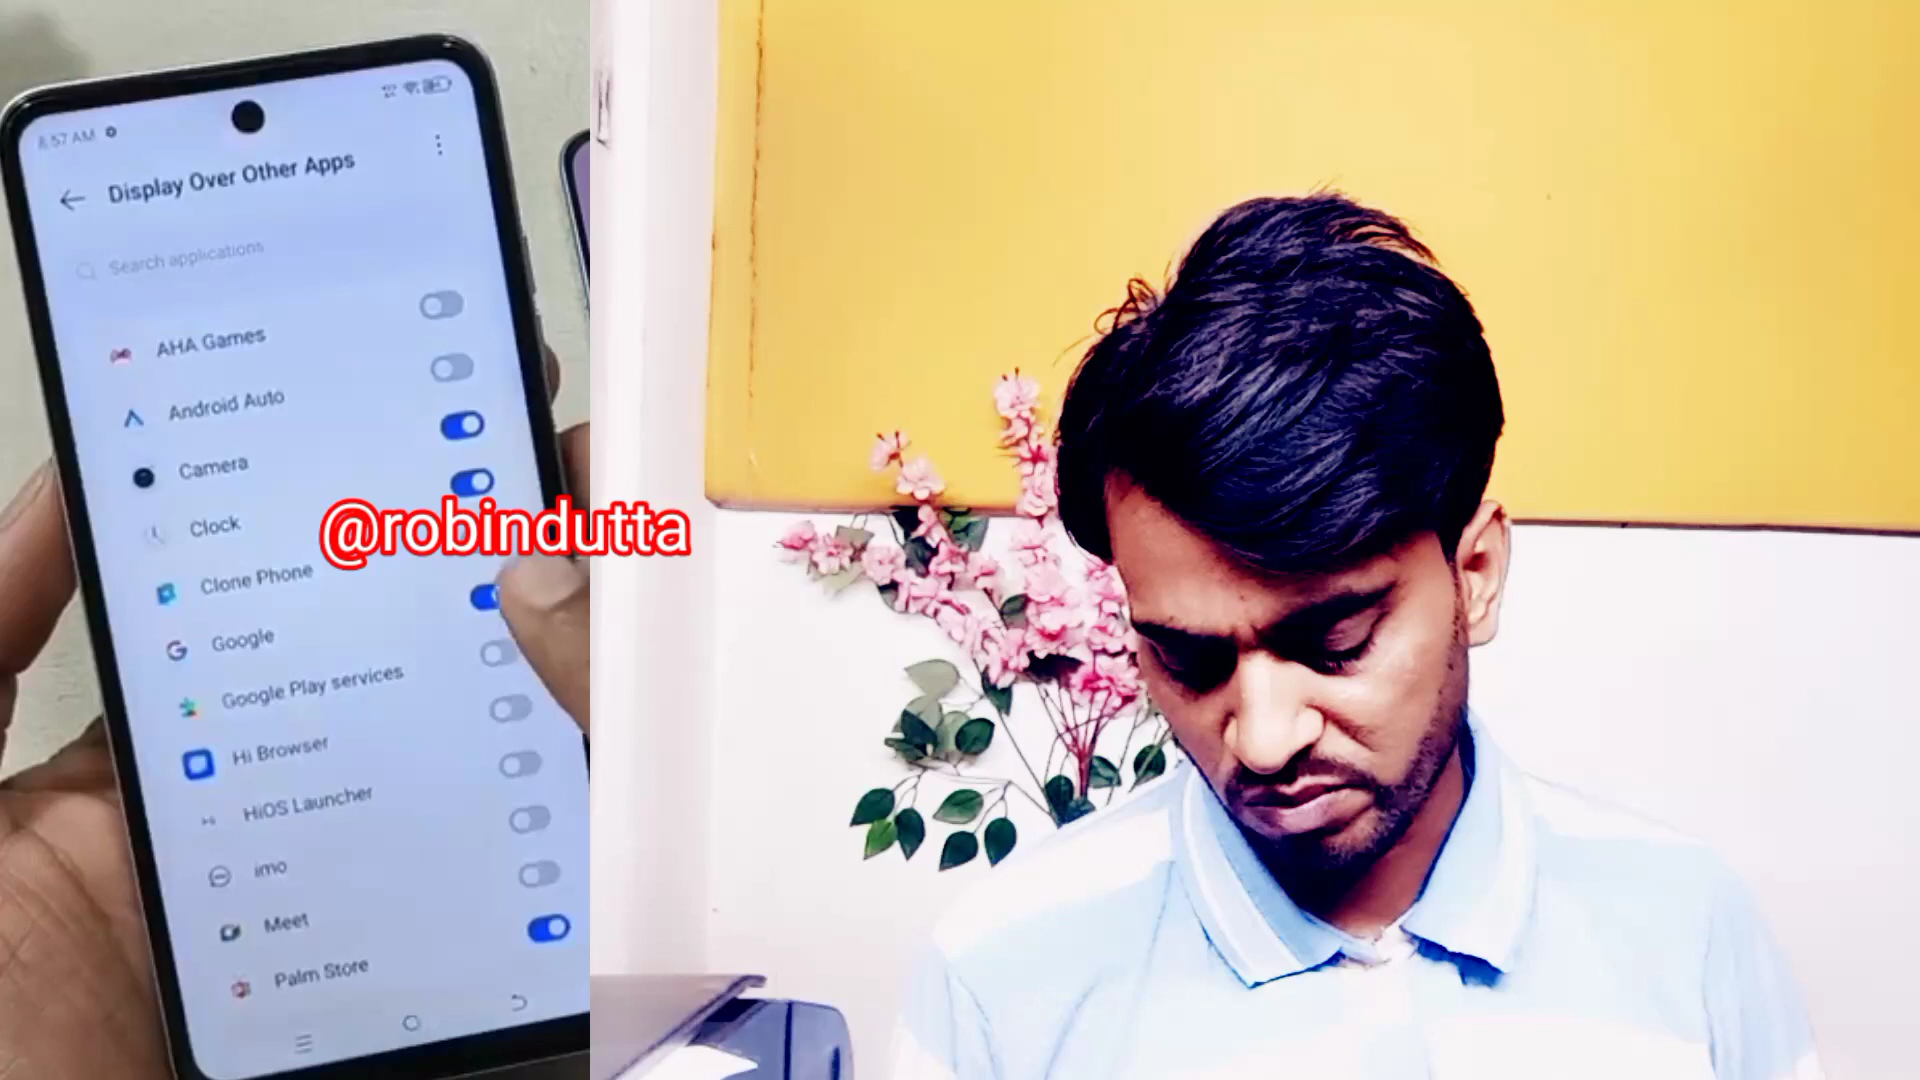 8:57 AM
Display Over Other Apps
Search applications
AHA Games
Android Auto
Camera
Clock
@robindutta
Clone Phone
Google
Google Play services
Hi Browser
HiOS Launcher
imo
Meet
Palm Store